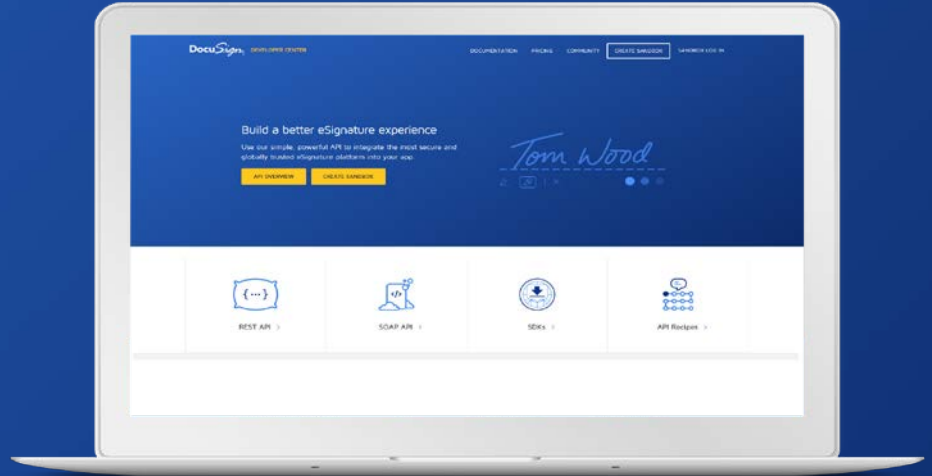 DocuSign DEVELOPER CENTER
DOCUMENTATION PRICING COMMUNITY CREATE SANDBOX SANDBOX LOG IN
Build a better eSignature experience
Use our simple, powerful API to integrate the most secure and
globally trusted eSignature platform into your app.
API OVERVIEW CREATE SANDBOX
Tom Wood
{...}
</>
REST API >
SOAP API >
SDKs >
API Recipes >